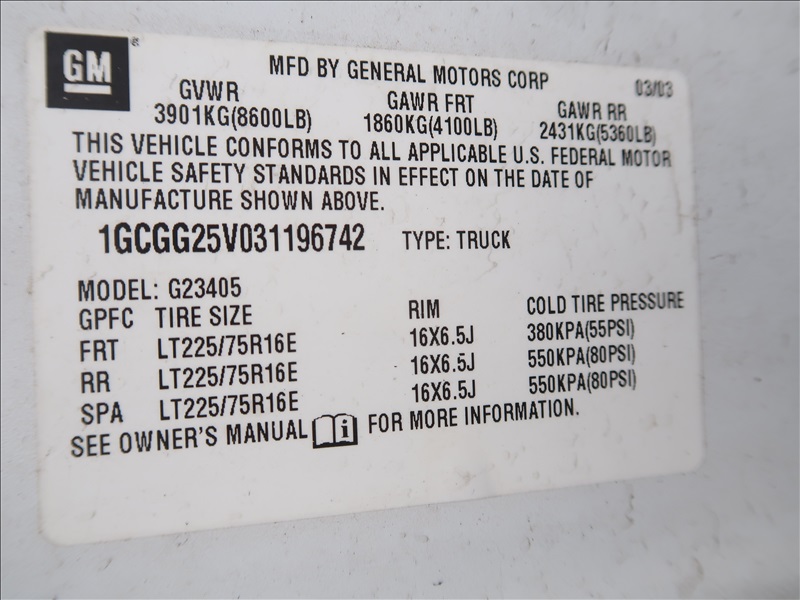 GM
MFD BY GENERAL MOTORS CORP 03/03
GVWR GAWR FRT GAWR RR
3901KG(8600LB) 1860KG(4100LB) 2431KG(5360LB)
THIS VEHICLE CONFORMS TO ALL APPLICABLE U.S. FEDERAL MOTOR
VEHICLE SAFETY STANDARDS IN EFFECT ON THE DATE OF
MANUFACTURE SHOWN ABOVE.
1GCGG25V031196742 TYPE: TRUCK
MODEL: G23405
GPFC TIRE SIZE RIM COLD TIRE PRESSURE
FRT LT225/75R16E 16X6.5J 380KPA(55PSI)
RR LT225/75R16E 16X6.5J 550KPA(80PSI)
SPA LT225/75R16E 16X6.5J 550KPA(80PSI)
SEE OWNER'S MANUAL i FOR MORE INFORMATION.